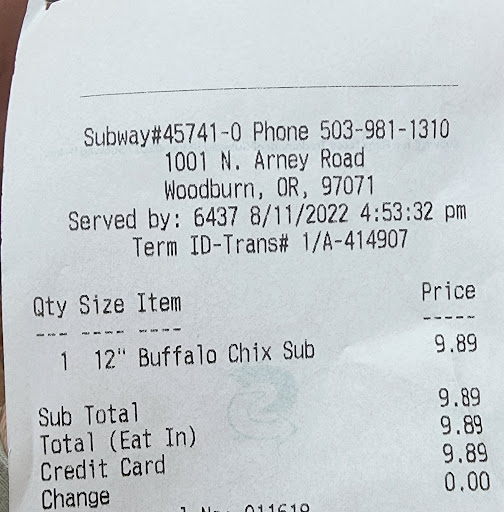 Subway#45741-0 Phone 503-981-1310
1001 N. Arney Road
Woodburn, OR, 97071
Served by: 6437 8/11/2022 4:53:32 pm
Term ID-Trans# 1/A-414907
Qty Size Item Price
--- ---- ---- -----
1 12" Buffalo Chix Sub 9.89
Sub Total 9.89
Total (Eat In) 9.89
Credit Card 9.89
Change 0.00